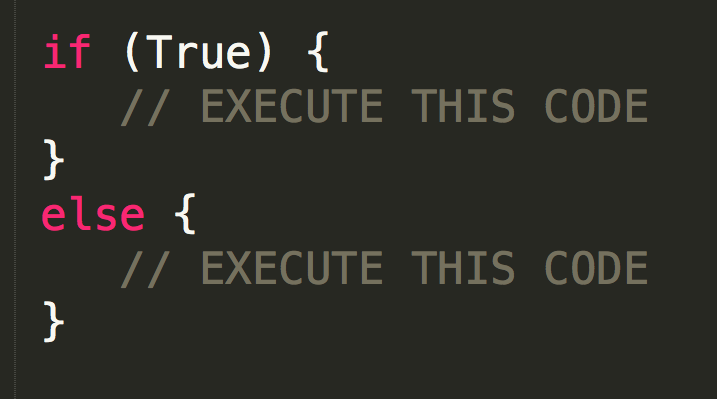 if (True) {
// EXECUTE THIS CODE
}
else {
// EXECUTE THIS CODE
}